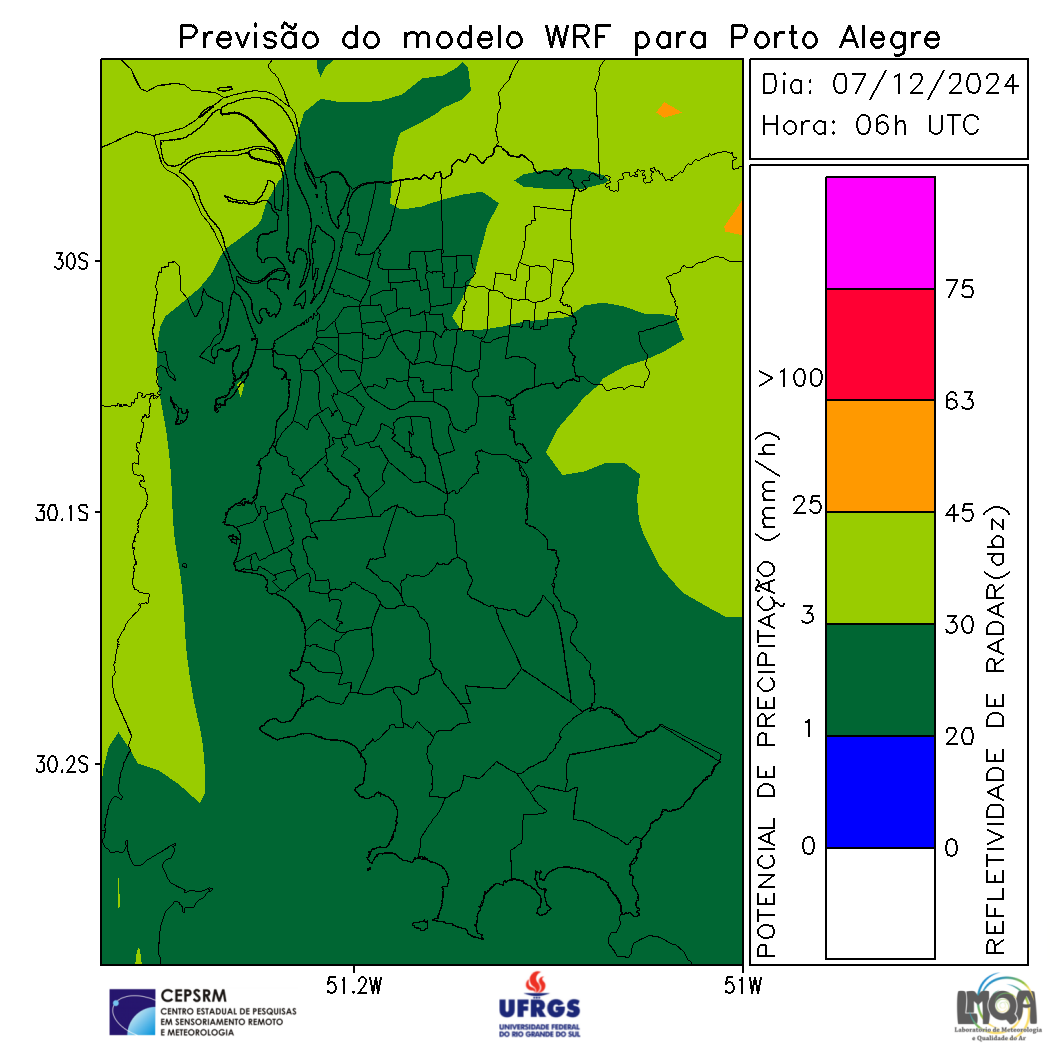 Previsão do modelo WRF para Porto Alegre
Dia: 07/12/2024
Hora: 06h UTC
30S
30.1S
30.2S
51.2W
51W
POTENCIAL DE PRECIPITAÇÃO (mm/h)
>100
25
3
1
0
75
63
45
30
20
0
REFLETIVIDADE DE RADAR(dbz)
CEPSRM
CENTRO ESTADUAL DE PESQUISAS
EM SENSORIAMENTO REMOTO
E METEOROLOGIA
UFRGS
UNIVERSIDADE FEDERAL
DO RIO GRANDE DO SUL
LMQA
Laboratório de Meteorologia
e Qualidade do Ar